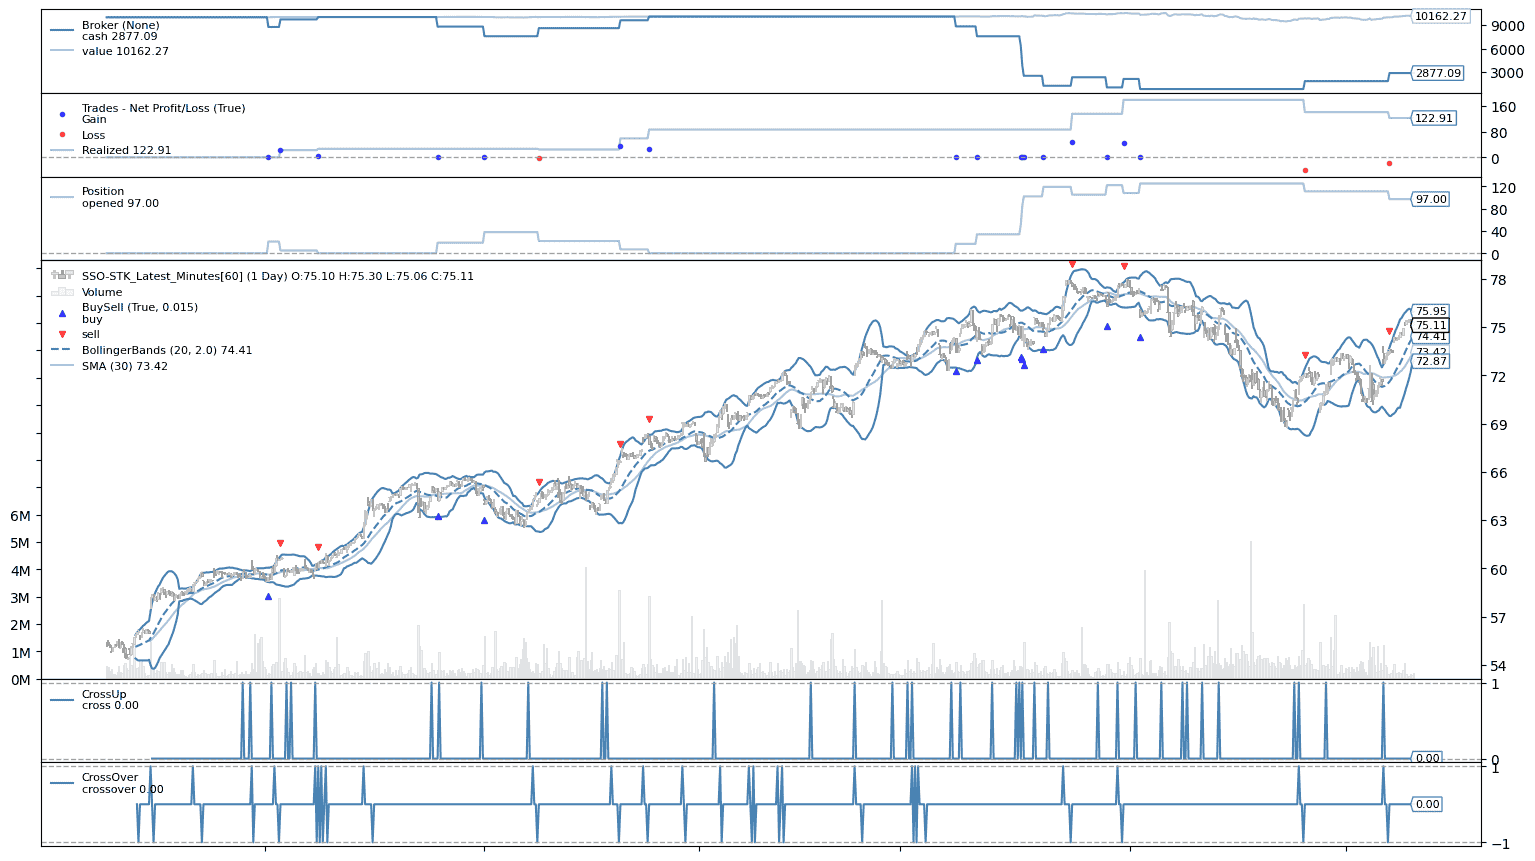 Broker (None)
cash 2877.09
value 10162.27
10162.27
9000
6000
3000
2877.09
Trades - Net Profit/Loss (True)
Gain
Loss
Realized 122.91
160
122.91
80
0
Position
opened 97.00
120
97.00
80
40
0
SSO-STK_Latest_Minutes[60] (1 Day) O:75.10 H:75.30 L:75.06 C:75.11
Volume
BuySell (True, 0.015)
buy
sell
BollingerBands (20, 2.0) 74.41
SMA (30) 73.42
78
75.95
75.11
75
74.41
73.42
72.87
72
69
66
63
60
57
54
6M
5M
4M
3M
2M
1M
0M
CrossUp
cross 0.00
1
0.00
0
CrossOver
crossover 0.00
1
0.00
−1